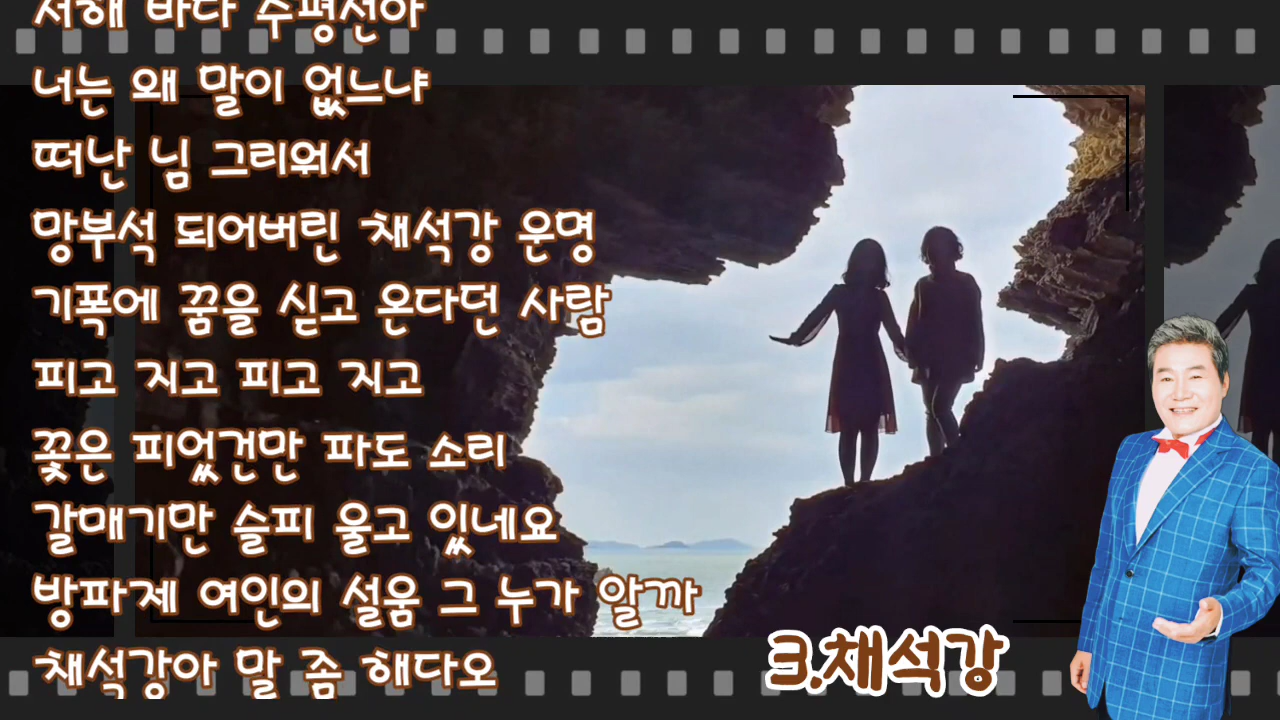 서해 바다 수평선아
너는 왜 말이 없느냐
떠난 님 그리워서
망부석 되어버린 채석강 운명
기폭에 꿈을 싣고 온다던 사람
피고 지고 피고 지고
꽃은 피었건만 파도 소리
갈매기만 슬피 울고 있네요
방파제 여인의 설움 그 누가 알까
채석강아 말 좀 해다오
3.채석강